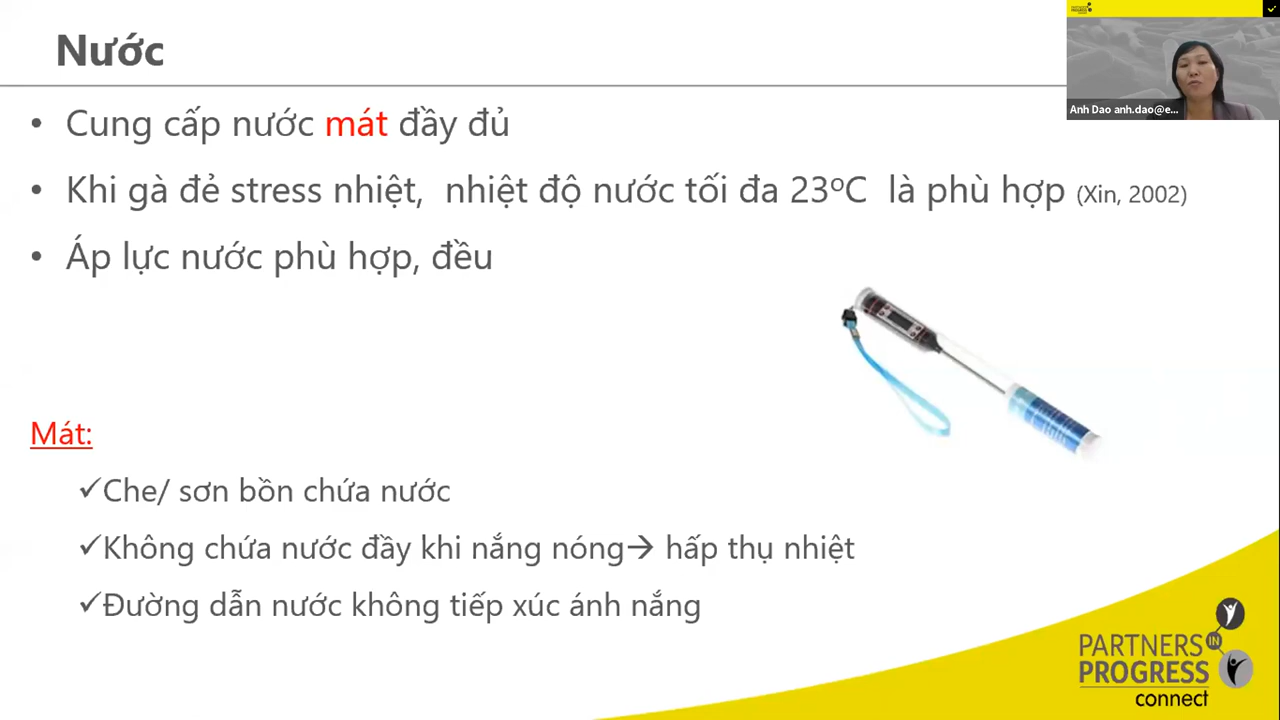 Nước
• Cung cấp nước mát đầy đủ
• Khi gà đẻ stress nhiệt, nhiệt độ nước tối đa 23ºC là phù hợp (Xin, 2002)
• Áp lực nước phù hợp, đều
Mát:
✓Che/ sơn bồn chứa nước
✓Không chứa nước đầy khi nắng nóng→ hấp thụ nhiệt
✓Đường dẫn nước không tiếp xúc ánh nắng
Anh Dao anh.dao@e...
PARTNERS IN
PROGRESS
connect